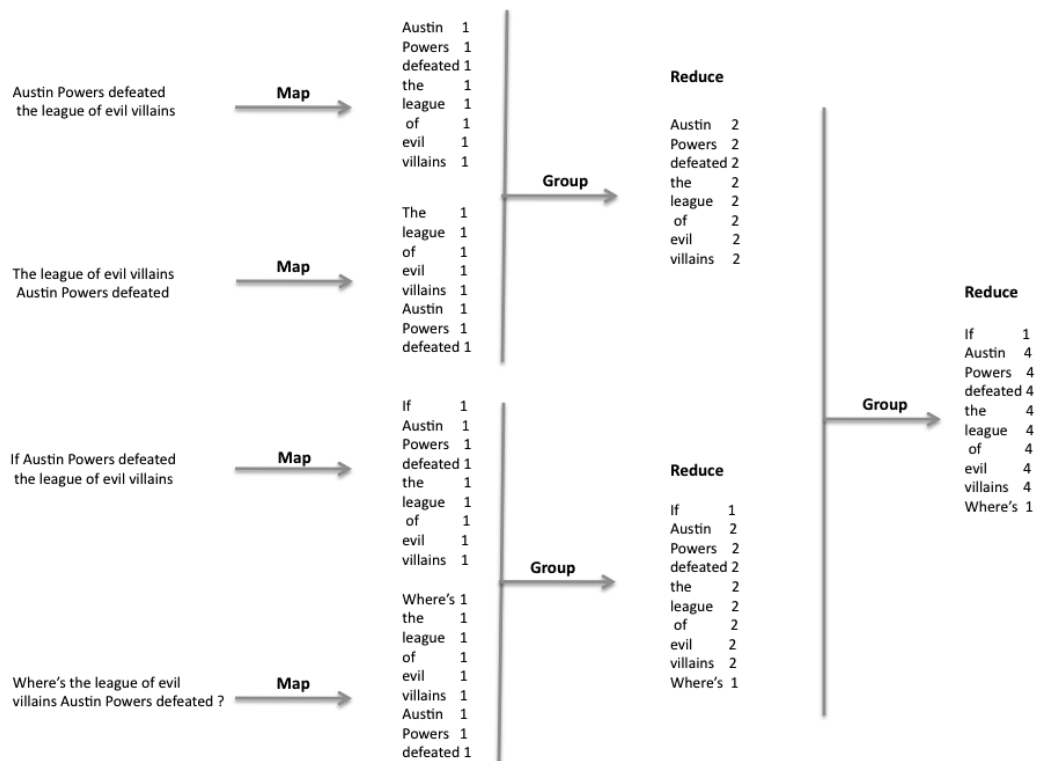 Austin Powers defeated
the league of evil villains
Map
Austin 1
Powers 1
defeated 1
the 1
league 1
of 1
evil 1
villains 1
The league of evil villains
Austin Powers defeated
Map
The 1
league 1
of 1
evil 1
villains 1
Austin 1
Powers 1
defeated 1
Group
Reduce
Austin 2
Powers 2
defeated 2
the 2
league 2
of 2
evil 2
villains 2
If Austin Powers defeated
the league of evil villains
Map
If 1
Austin 1
Powers 1
defeated 1
the 1
league 1
of 1
evil 1
villains 1
Where's the league of evil
villains Austin Powers defeated ?
Map
Where's 1
the 1
league 1
of 1
evil 1
villains 1
Austin 1
Powers 1
defeated 1
Group
Reduce
If 1
Austin 2
Powers 2
defeated 2
the 2
league 2
of 2
evil 2
villains 2
Where's 1
Group
Reduce
If 1
Austin 4
Powers 4
defeated 4
the 4
league 4
of 4
evil 4
villains 4
Where's 1